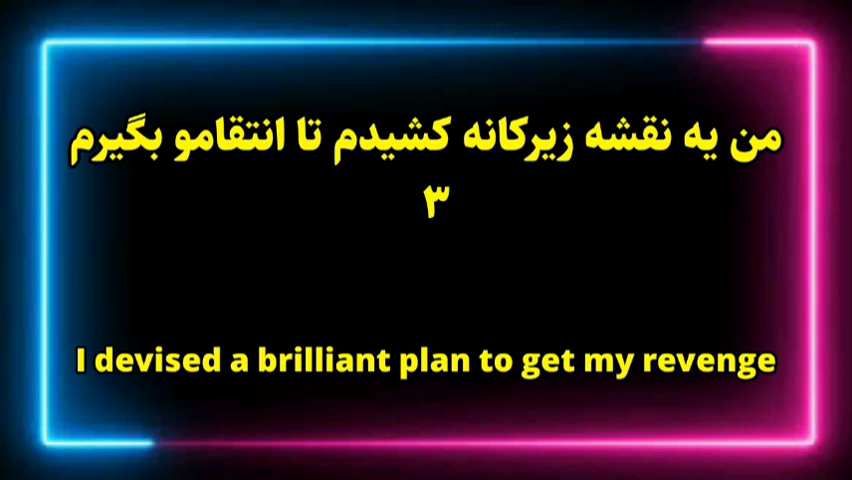 من یه نقشه زیرکانه کشیدم تا انتقامو بگیرم
۳
I devised a brilliant plan to get my revenge